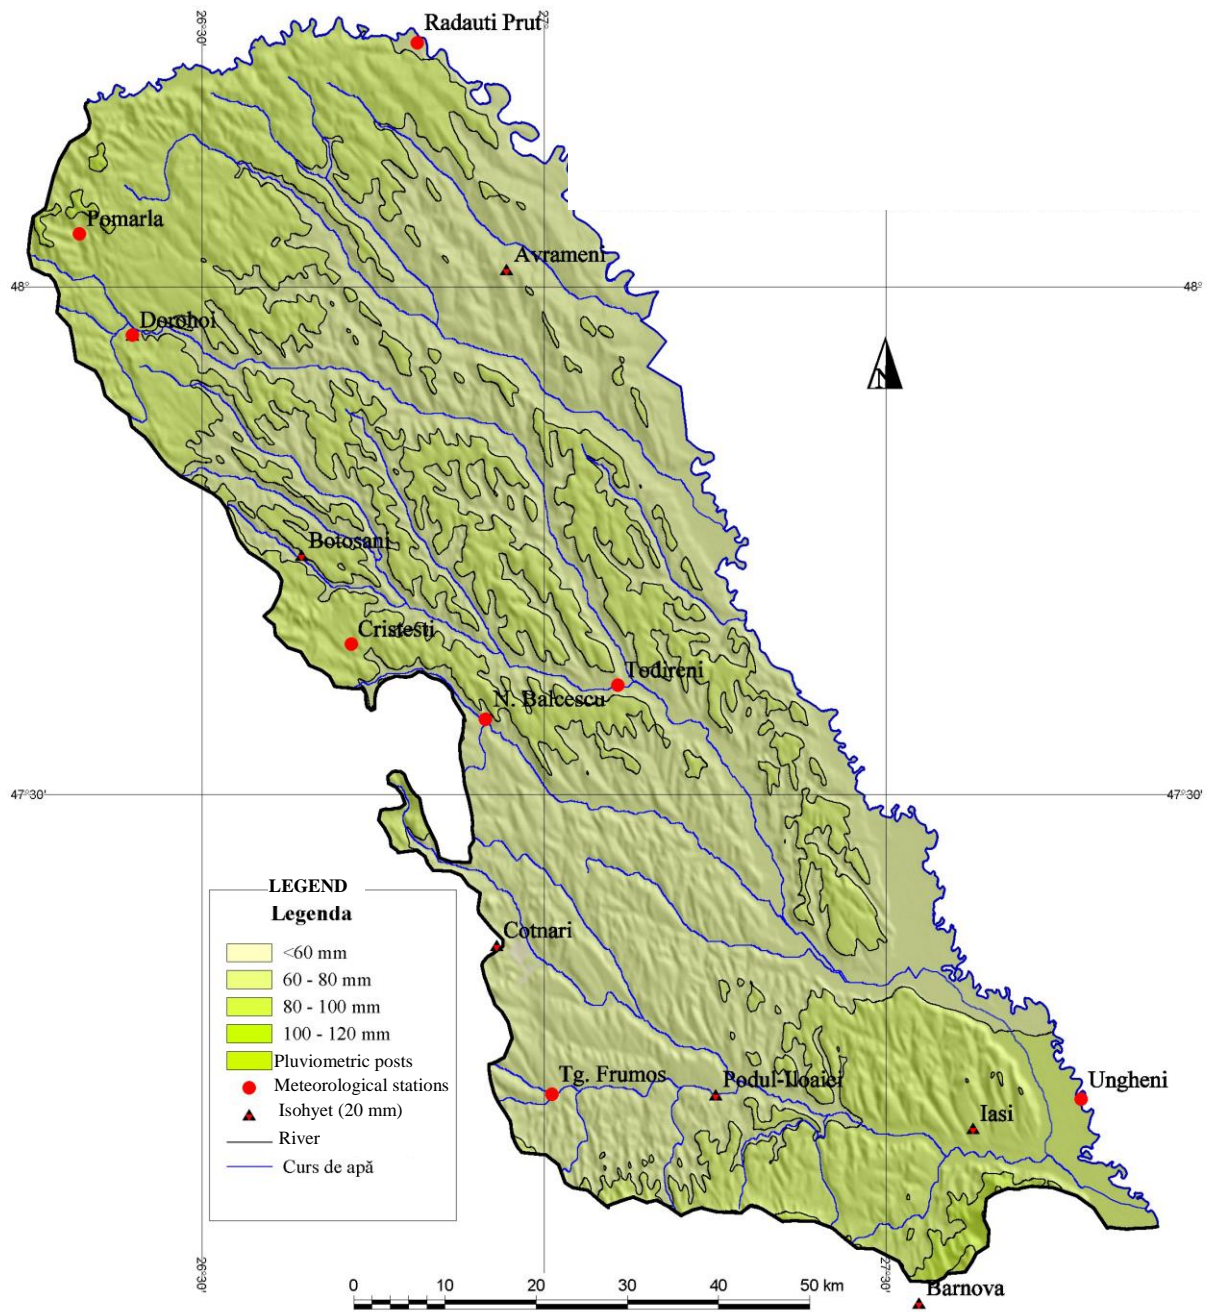 26°30'
27°
Radauti Prut
Pomarla
Avrameni
48°
48°
Dorohoi
N
Botosani
Cristesti
Todireni
N. Balcescu
47°30'
47°30'
LEGEND
Legenda
<60 mm
60 - 80 mm
80 - 100 mm
100 - 120 mm
Pluviometric posts
Meteorological stations
Isohyet (20 mm)
River
Curs de apă
Cotnari
Tg. Frumos
Podul-Iloaiei
Ungheni
Iasi
26°30'
27°30'
Barnova
0 10 20 30 40 50 km